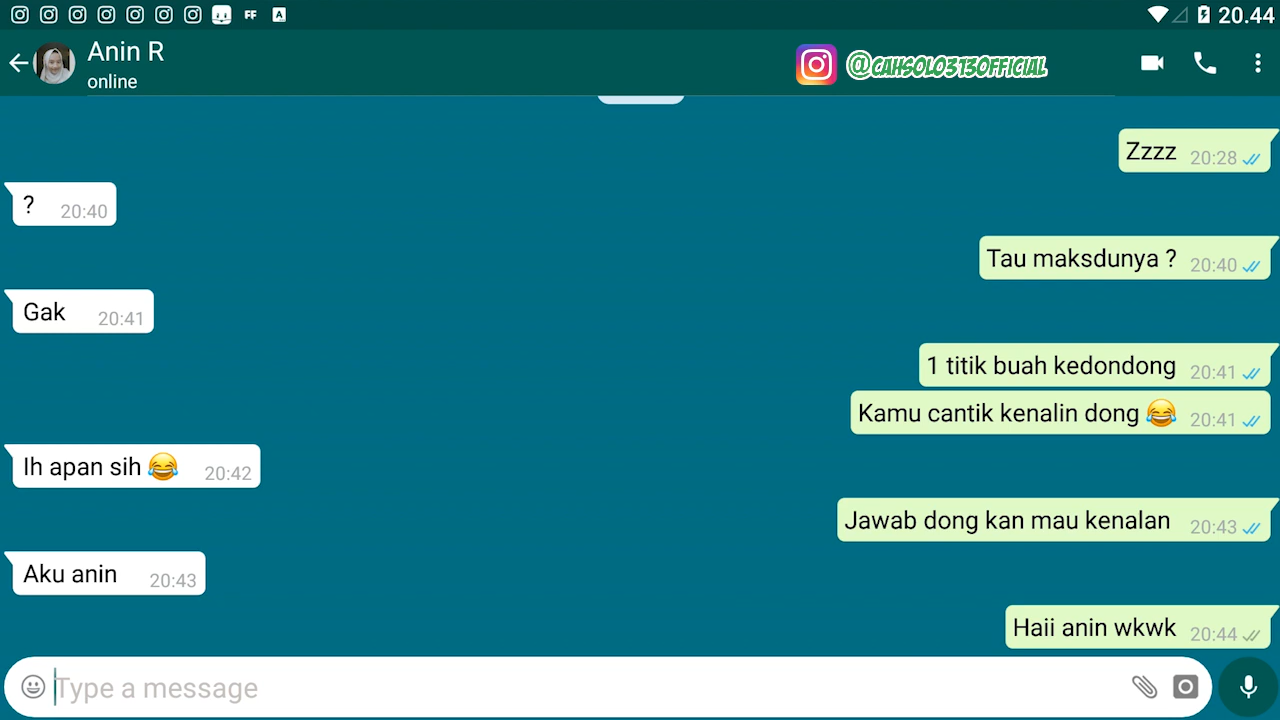 FF A 20.44
Anin R
online
@CAHSOLO313OFFICIAL
Zzzz 20:28
? 20:40
Tau maksdunya ? 20:40
Gak 20:41
1 titik buah kedondong 20:41
Kamu cantik kenalin dong 😂 20:41
Ih apan sih 😂 20:42
Jawab dong kan mau kenalan 20:43
Aku anin 20:43
Haii anin wkwk 20:44
Type a message